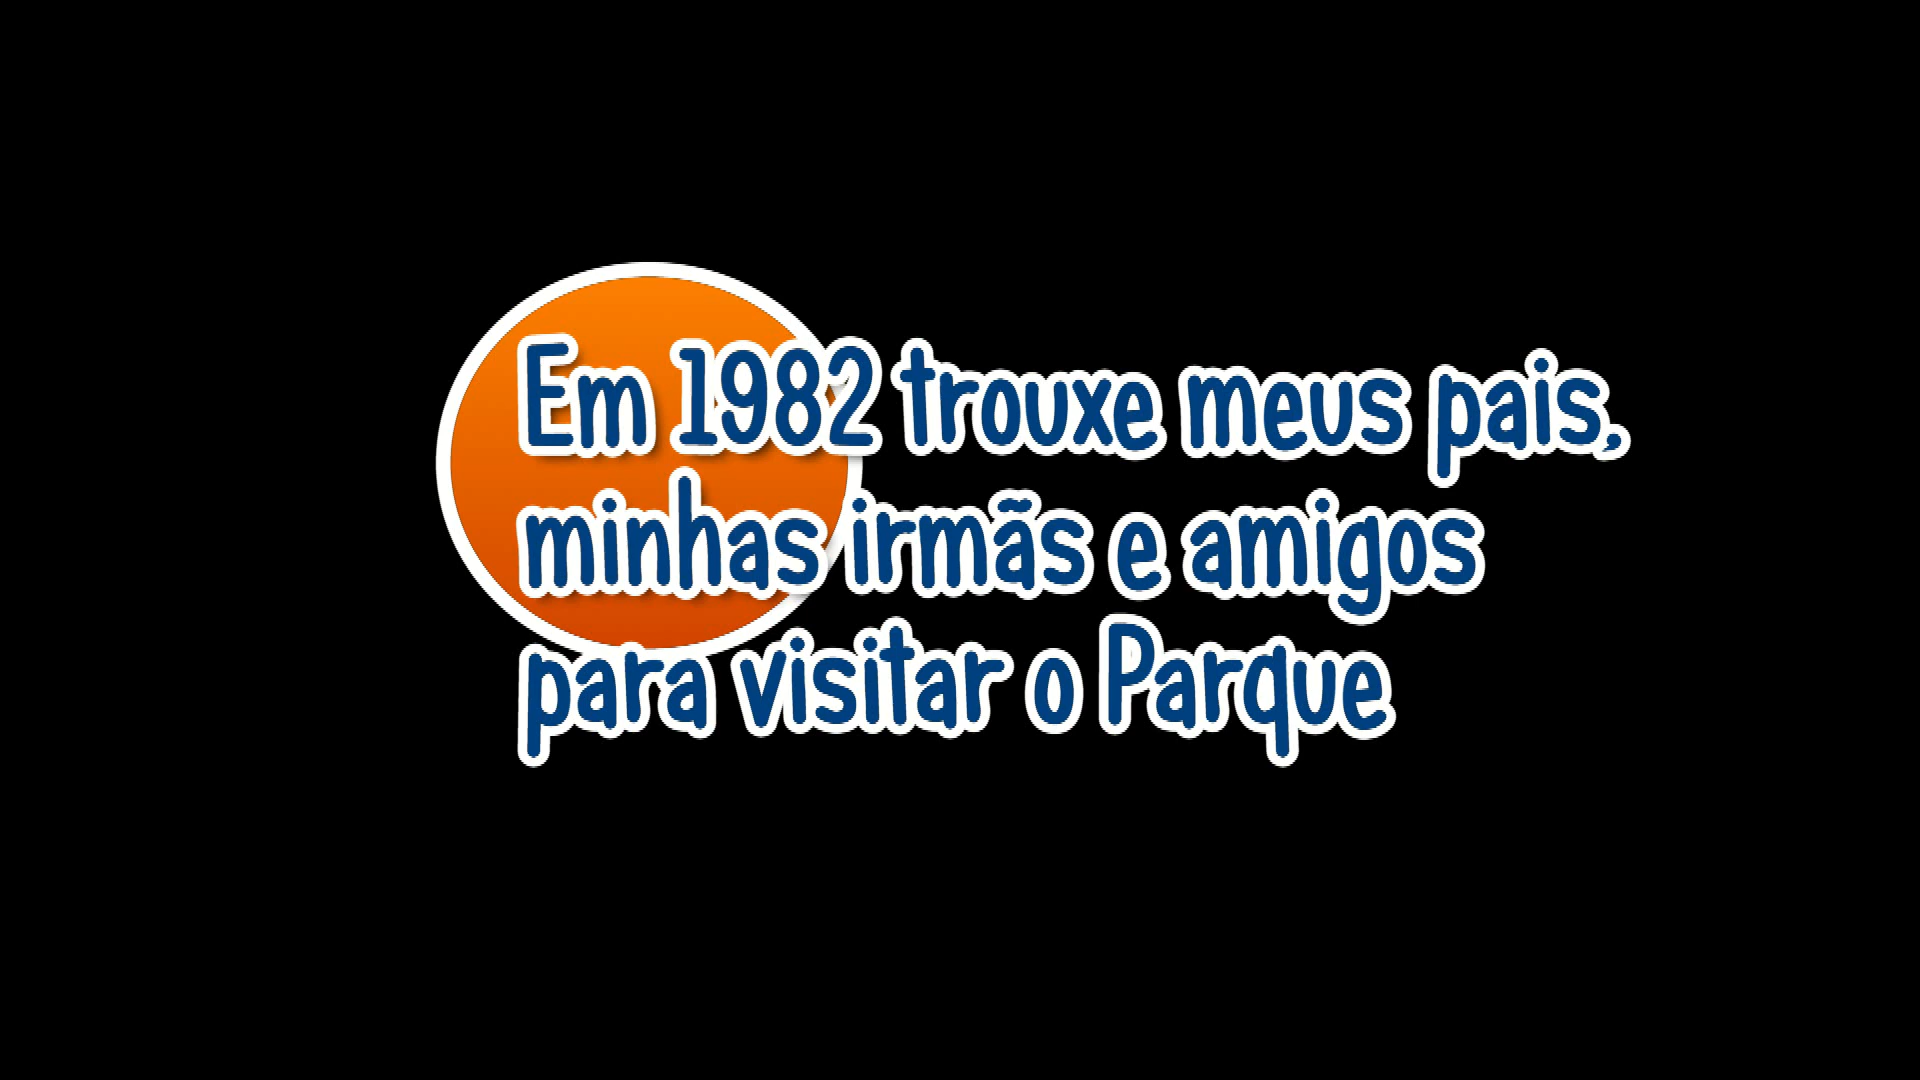 Em 1982 trouxe meus pais,
minhas irmãs e amigos
para visitar o Parque